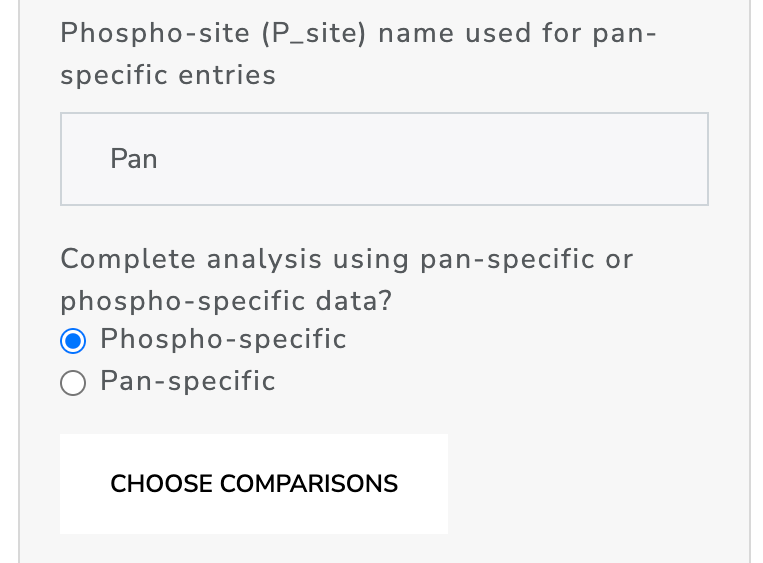 Phospho-site (P_site) name used for pan-
specific entries
Pan
Complete analysis using pan-specific or
phospho-specific data?
Phospho-specific
Pan-specific
CHOOSE COMPARISONS